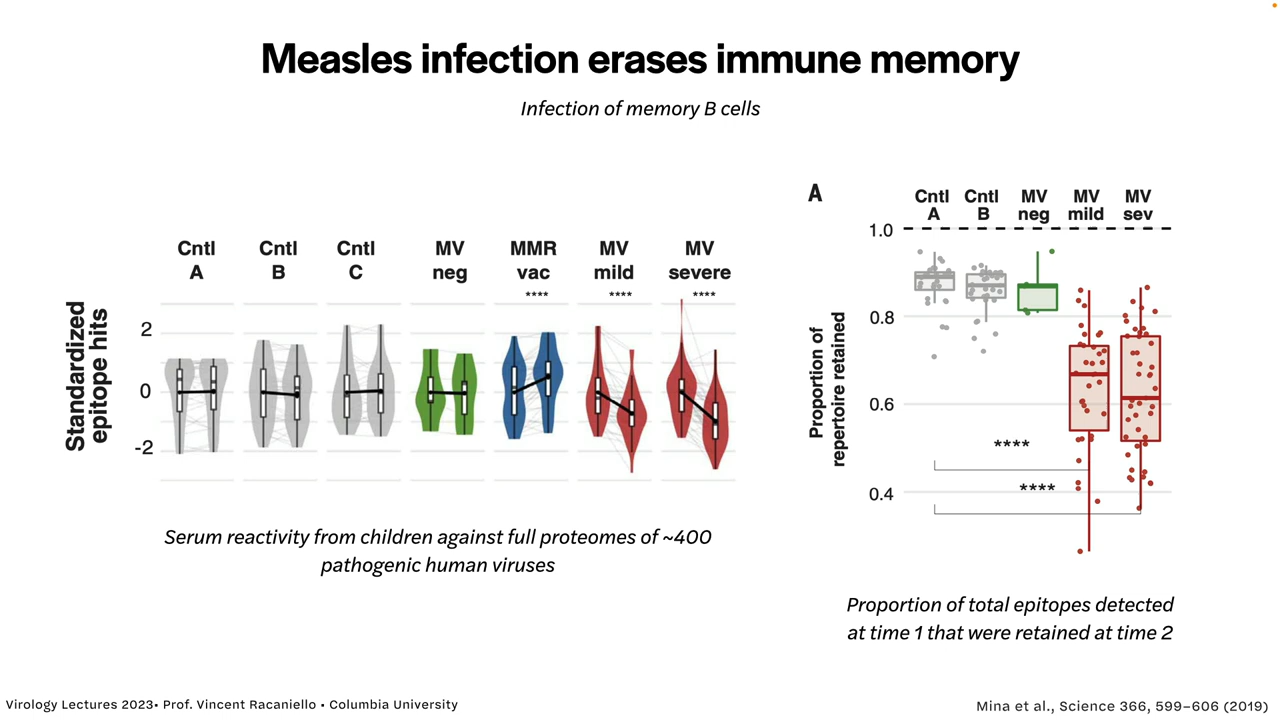 Measles infection erases immune memory
Infection of memory B cells
Cntl A
Cntl B
Cntl C
MV neg
MMR vac
MV mild
MV severe
****
****
****
Standardized epitope hits
2
0
-2
Serum reactivity from children against full proteomes of ~400
pathogenic human viruses
A
Cntl A
Cntl B
MV neg
MV mild
MV sev
Proportion of repertoire retained
1.0
0.8
0.6
0.4
****
****
Proportion of total epitopes detected
at time 1 that were retained at time 2
Virology Lectures 2023• Prof. Vincent Racaniello • Columbia University
Mina et al., Science 366, 599–606 (2019)